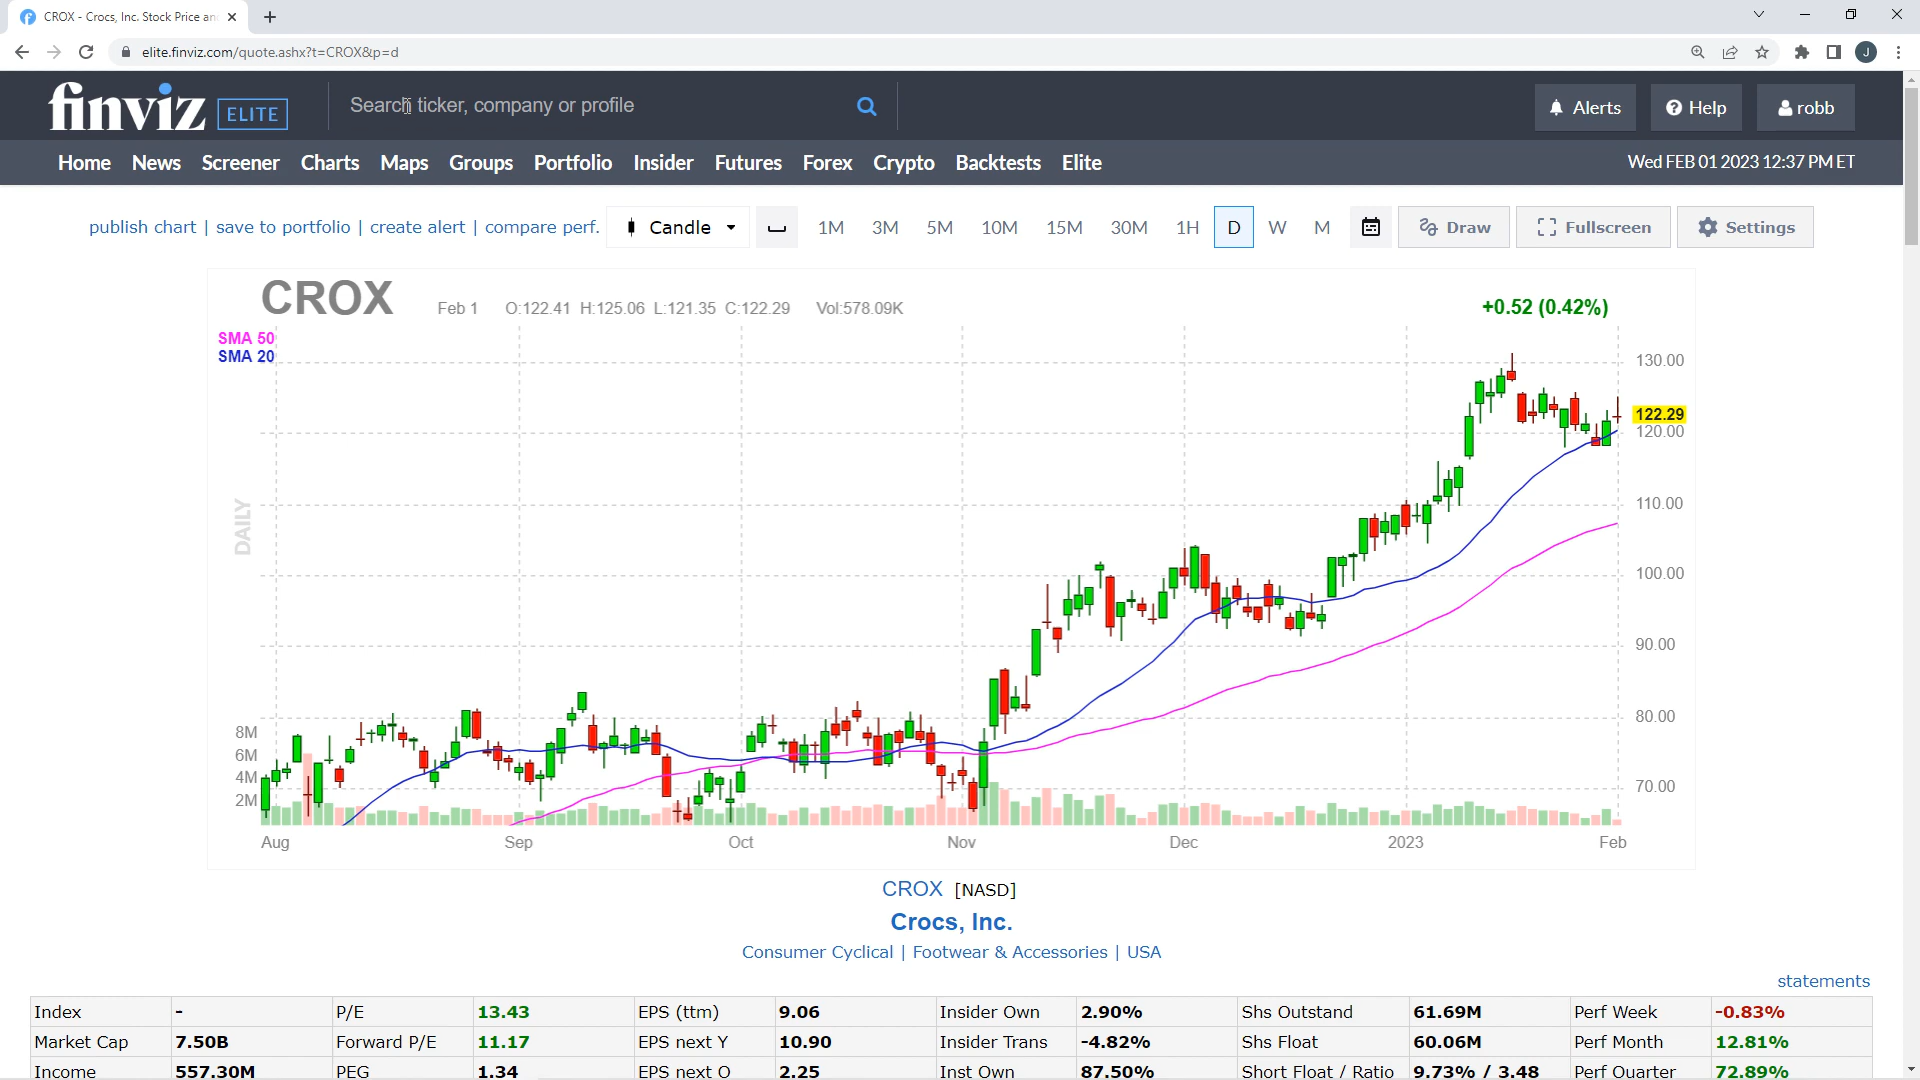 CROX - Crocs, Inc. Stock Price an
elite.finviz.com/quote.ashx?t=CROX&p=d
J
finviz ELITE
Search ticker, company or profile
Alerts
Help
robb
Home News Screener Charts Maps Groups Portfolio Insider Futures Forex Crypto Backtests Elite
Wed FEB 01 2023 12:37 PM ET
publish chart | save to portfolio | create alert | compare perf.
Candle
1M 3M 5M 10M 15M 30M 1H D W M
Draw
Fullscreen
Settings
CROX Feb 1 O:122.41 H:125.06 L:121.35 C:122.29 Vol:578.09K
+0.52 (0.42%)
SMA 50
SMA 20
130.00
122.29
120.00
110.00
DAILY
100.00
90.00
80.00
8M
6M
4M
70.00
2M
Aug Sep Oct Nov Dec 2023 Feb
CROX [NASD]
Crocs, Inc.
Consumer Cyclical | Footwear & Accessories | USA
statements
Index - P/E 13.43 EPS (ttm) 9.06 Insider Own 2.90% Shs Outstand 61.69M Perf Week -0.83%
Market Cap 7.50B Forward P/E 11.17 EPS next Y 10.90 Insider Trans -4.82% Shs Float 60.06M Perf Month 12.81%
Income 557.30M PEG 1.34 EPS next Q 2.25 Inst Own 87.50% Short Float / Ratio 9.73% / 3.48 Perf Quarter 72.89%